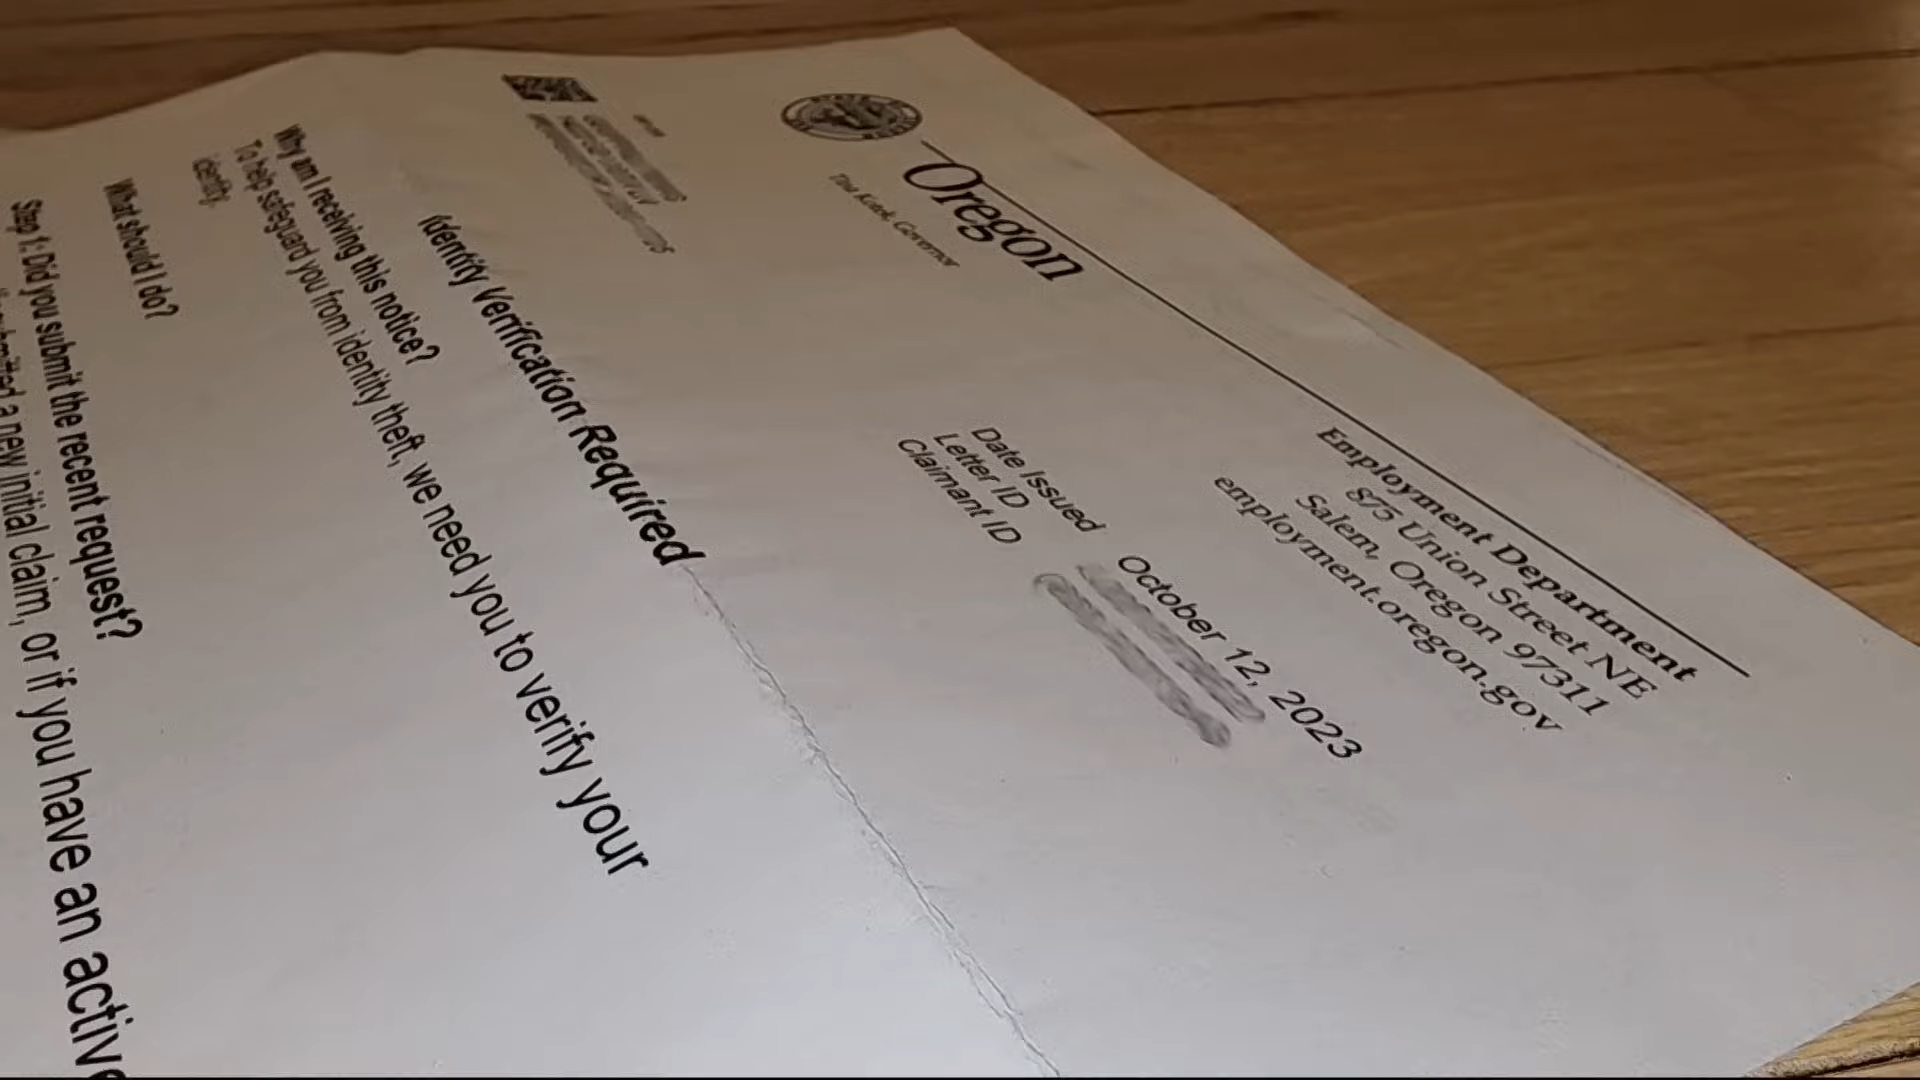 Oregon
Tina Kotek, Governor
Employment Department
875 Union Street NE
Salem, Oregon 97311
employment.oregon.gov
Date Issued October 12, 2023
Letter ID
Claimant ID
Identity Verification Required
Why am I receiving this notice?
To help safeguard you from identity theft, we need you to verify your
identity.
What should I do?
Step 1: Did you submit the recent request?
submitted a new initial claim, or if you have an active